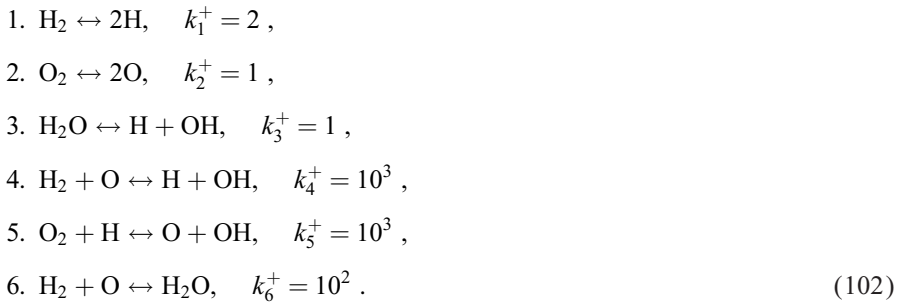 1. H₂ ↔ 2H, k₁⁺ = 2 ,
2. O₂ ↔ 2O, k₂⁺ = 1 ,
3. H₂O ↔ H + OH, k₃⁺ = 1 ,
4. H₂ + O ↔ H + OH, k₄⁺ = 10³ ,
5. O₂ + H ↔ O + OH, k₅⁺ = 10³ ,
6. H₂ + O ↔ H₂O, k₆⁺ = 10² . (102)